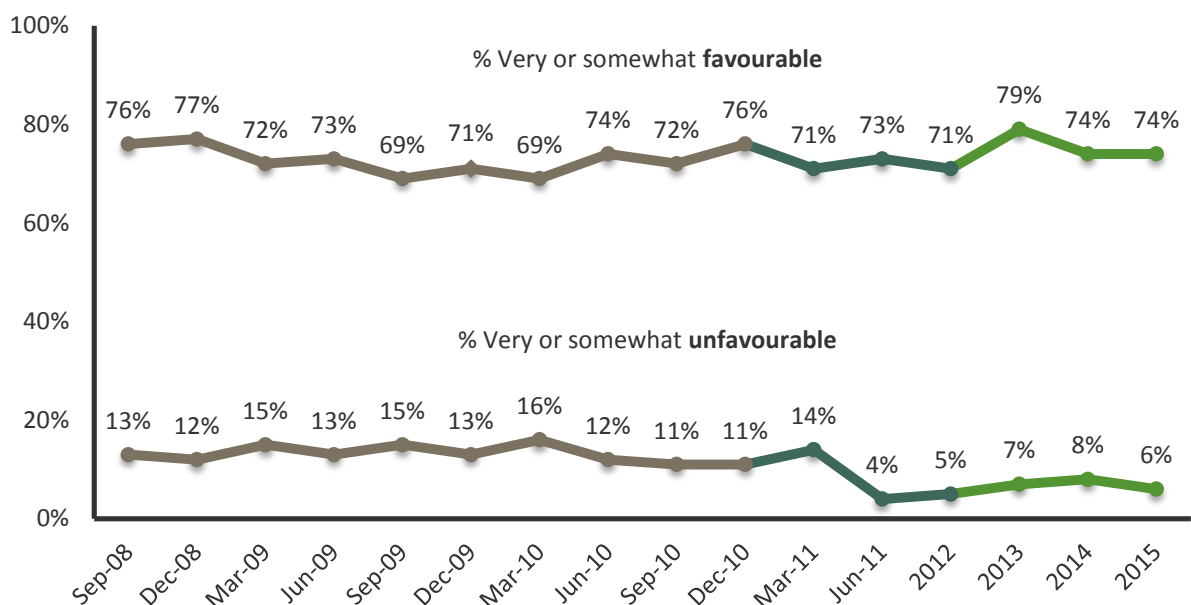 100%
% Very or somewhat favourable
76% 77% 72% 73% 69% 71% 69% 74% 72% 76% 71% 73% 71% 79% 74% 74%
80%
60%
40%
% Very or somewhat unfavourable
20%
13% 12% 15% 13% 15% 13% 16% 12% 11% 11% 14% 4% 5% 7% 8% 6%
0%
Sep-08 Dec-08 Mar-09 Jun-09 Sep-09 Dec-09 Mar-10 Jun-10 Sep-10 Dec-10 Mar-11 Jun-11 2012 2013 2014 2015